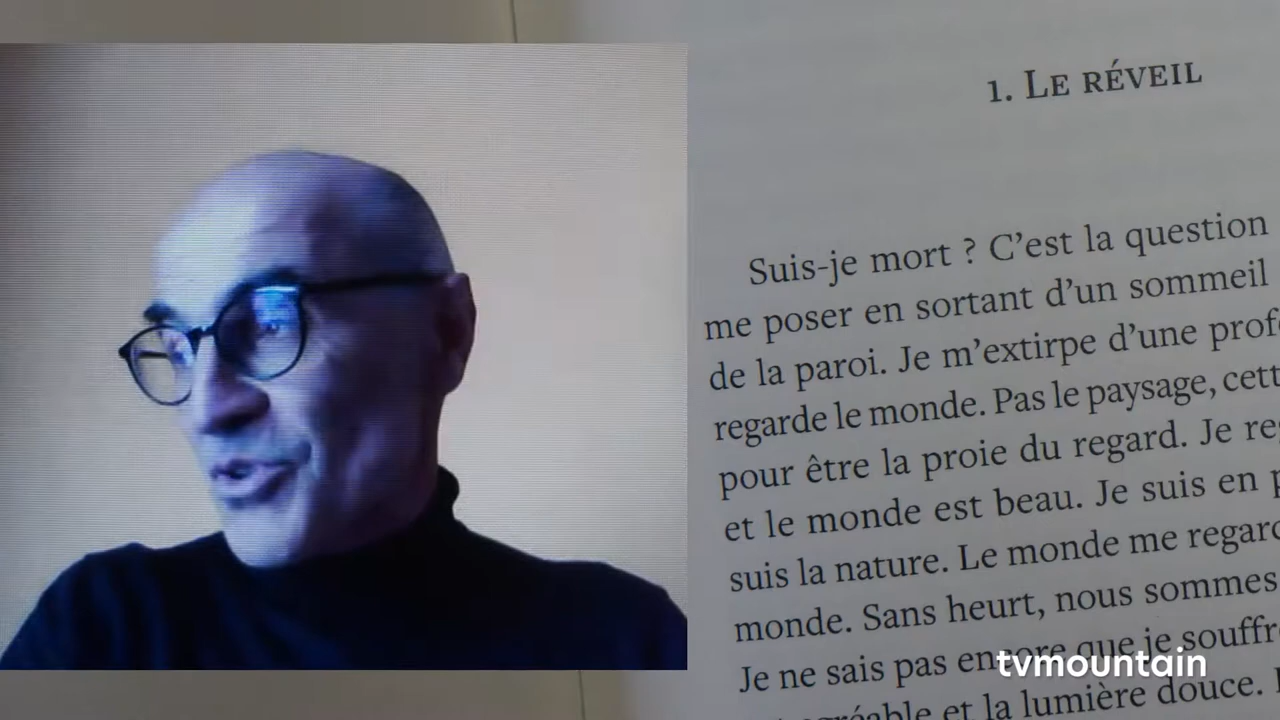 1. LE RÉVEIL
Suis-je mort ? C'est la question
me poser en sortant d'un sommeil
de la paroi. Je m'extirpe d'une
regarde le monde. Pas le paysage,
pour être la proie du regard. Je
et le monde est beau. Je suis en
suis la nature. Le monde me
monde. Sans heurt, nous sommes
Je ne sais pas encore que je
et la lumière douce.
tvmountain